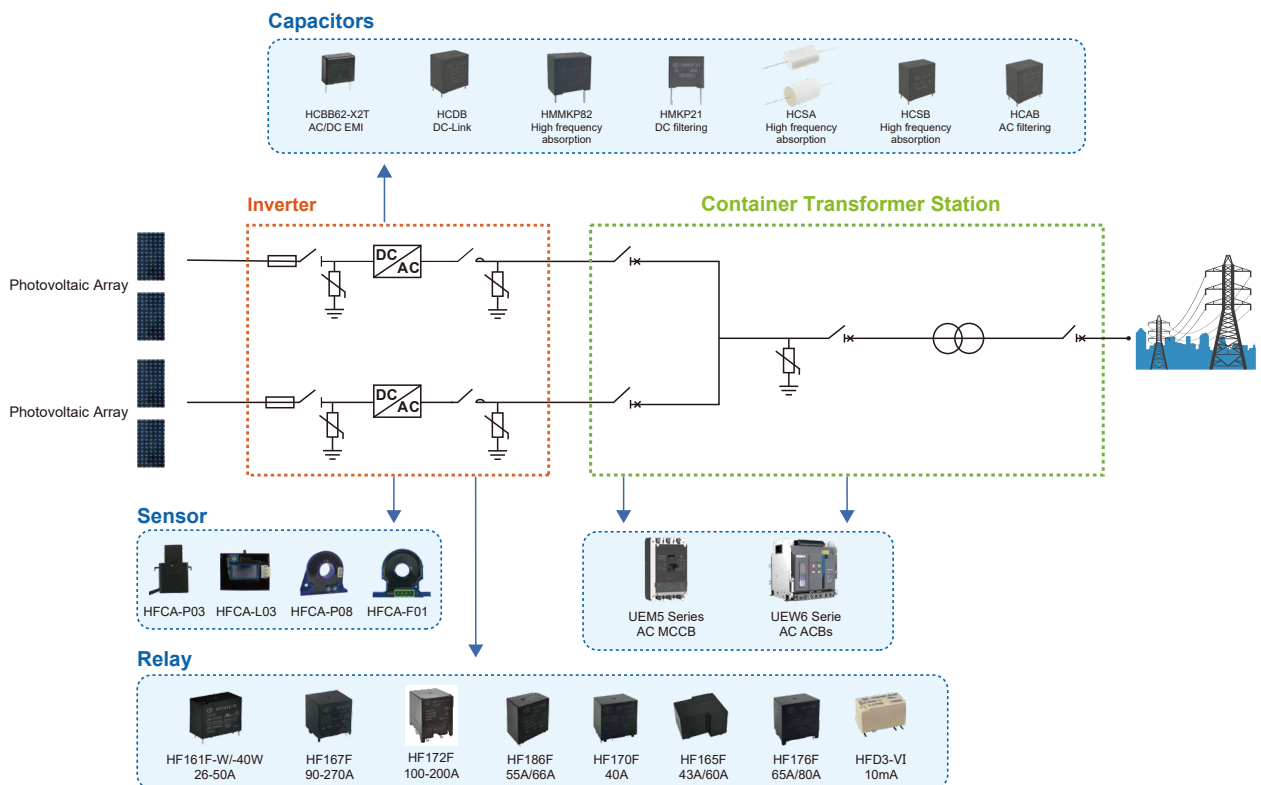 Capacitors
HCBB62-X2T
AC/DC EMI
HCDB
DC-Link
HMMKP82
High frequency
absorption
HMKP21
DC filtering
HCSA
High frequency
absorption
HCSB
High frequency
absorption
HCAB
AC filtering
Inverter
Container Transformer Station
Photovoltaic Array
DC
AC
Photovoltaic Array
DC
AC
Sensor
HFCA-P03
HFCA-L03
HFCA-P08
HFCA-F01
UEM5 Series
AC MCCB
UEW6 Serie
AC ACBs
Relay
HF161F-W/-40W
26-50A
HF167F
90-270A
HF172F
100-200A
HF186F
55A/66A
HF170F
40A
HF165F
43A/60A
HF176F
65A/80A
HFD3-VI
10mA